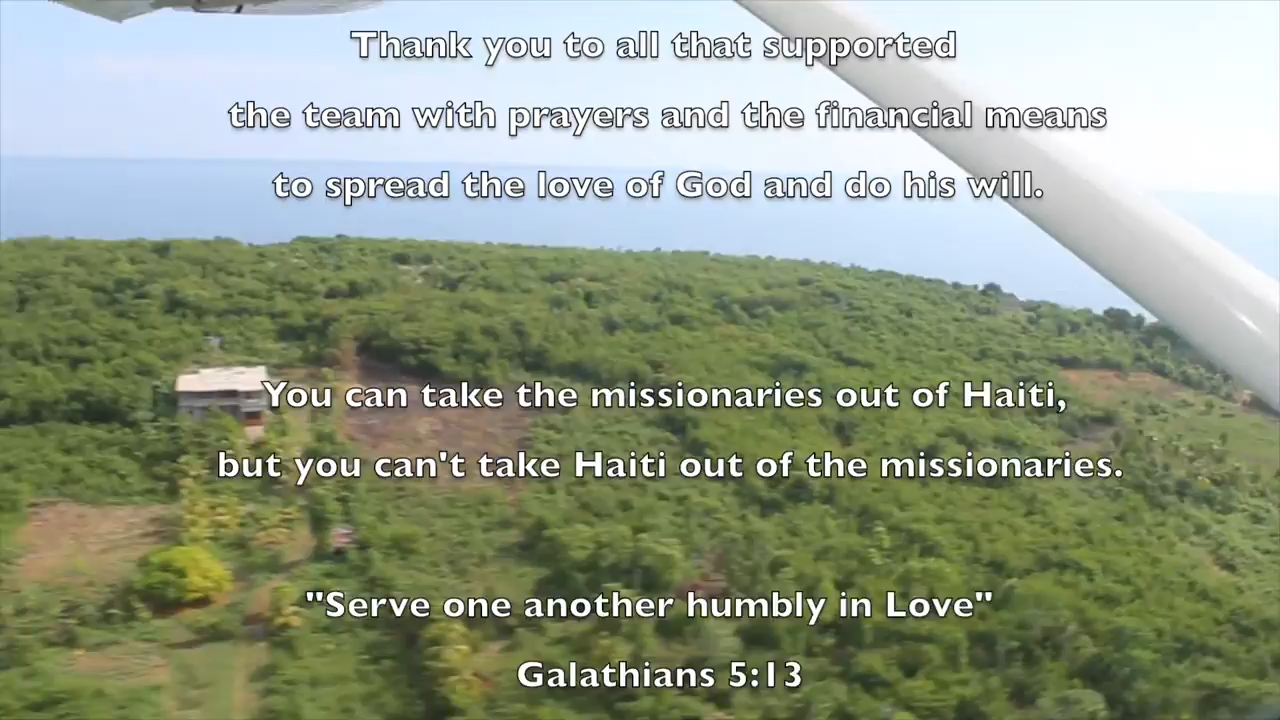 Thank you to all that supported
the team with prayers and the financial means
to spread the love of God and do his will.
You can take the missionaries out of Haiti,
but you can't take Haiti out of the missionaries.
"Serve one another humbly in Love"
Galathians 5:13